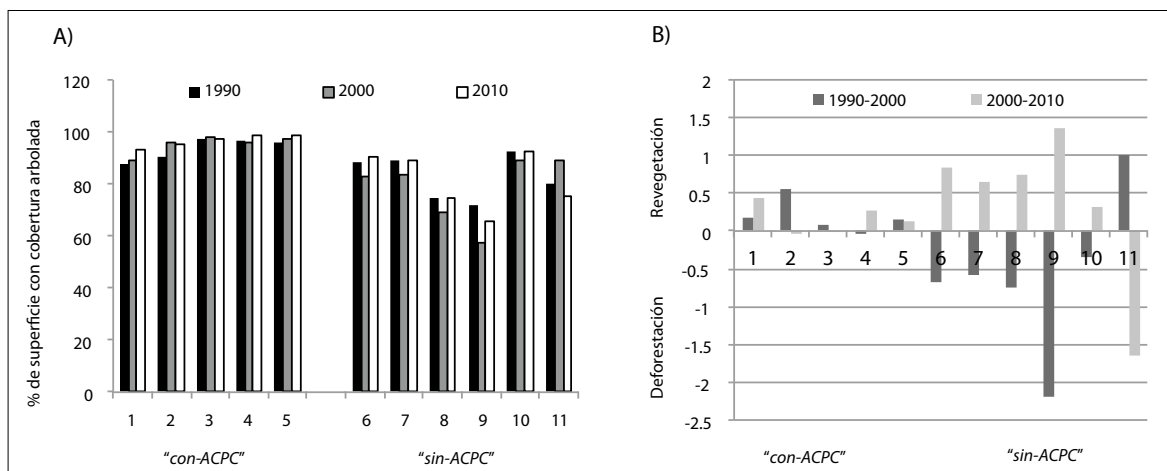 A)
120
100
80
60
40
20
0
% de superficie con cobertura arbolada
1990 2000 2010
1 2 3 4 5 6 7 8 9 10 11
“con-ACPC” “sin-ACPC”
B)
2
1.5
1
0.5
0
-0.5
-1
-1.5
-2
-2.5
Revegetación
Deforestación
1990-2000 2000-2010
1 2 3 4 5 6 7 8 9 10 11
“con-ACPC” “sin-ACPC”